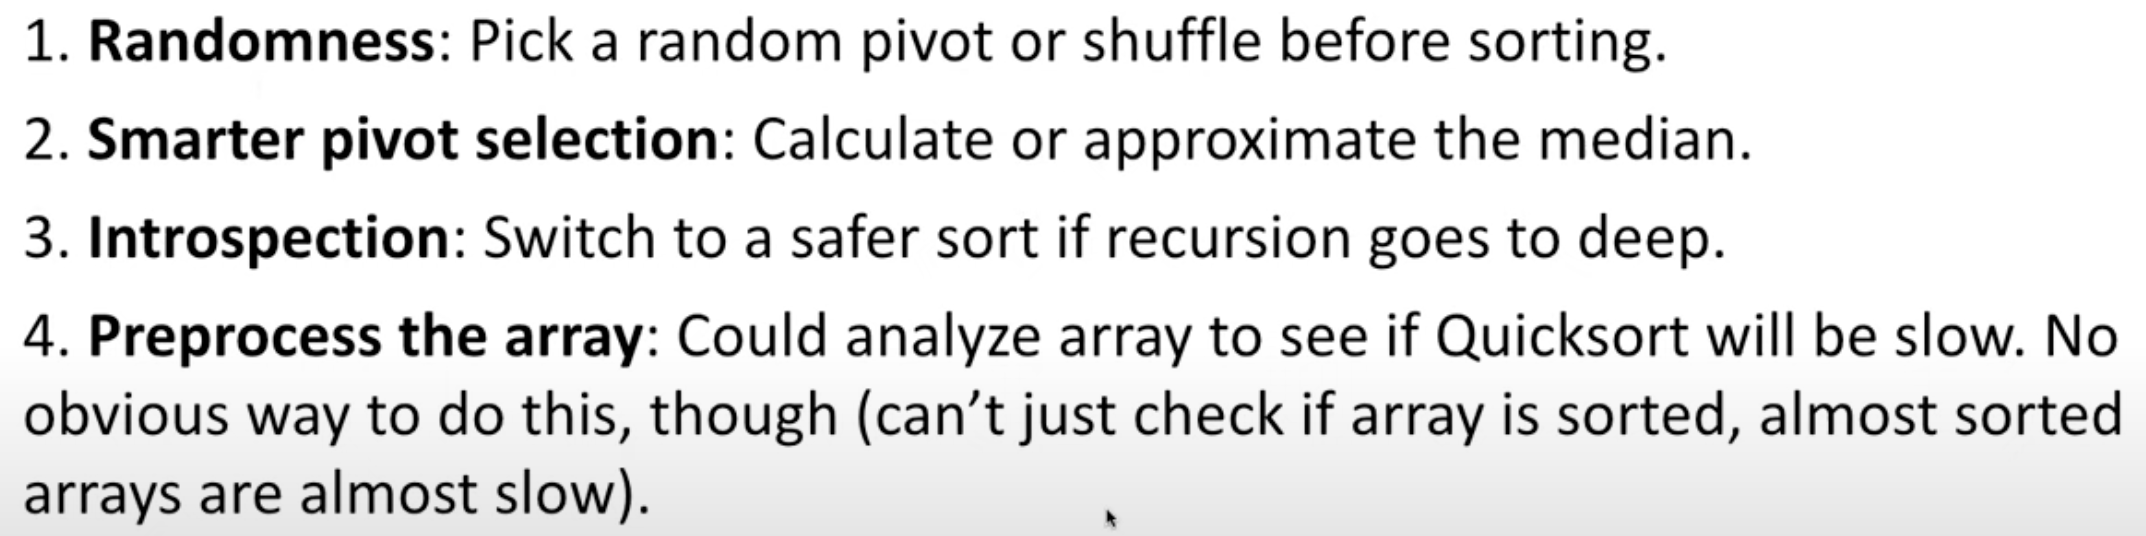 1. Randomness: Pick a random pivot or shuffle before sorting.
2. Smarter pivot selection: Calculate or approximate the median.
3. Introspection: Switch to a safer sort if recursion goes to deep.
4. Preprocess the array: Could analyze array to see if Quicksort will be slow. No
obvious way to do this, though (can’t just check if array is sorted, almost sorted
arrays are almost slow).